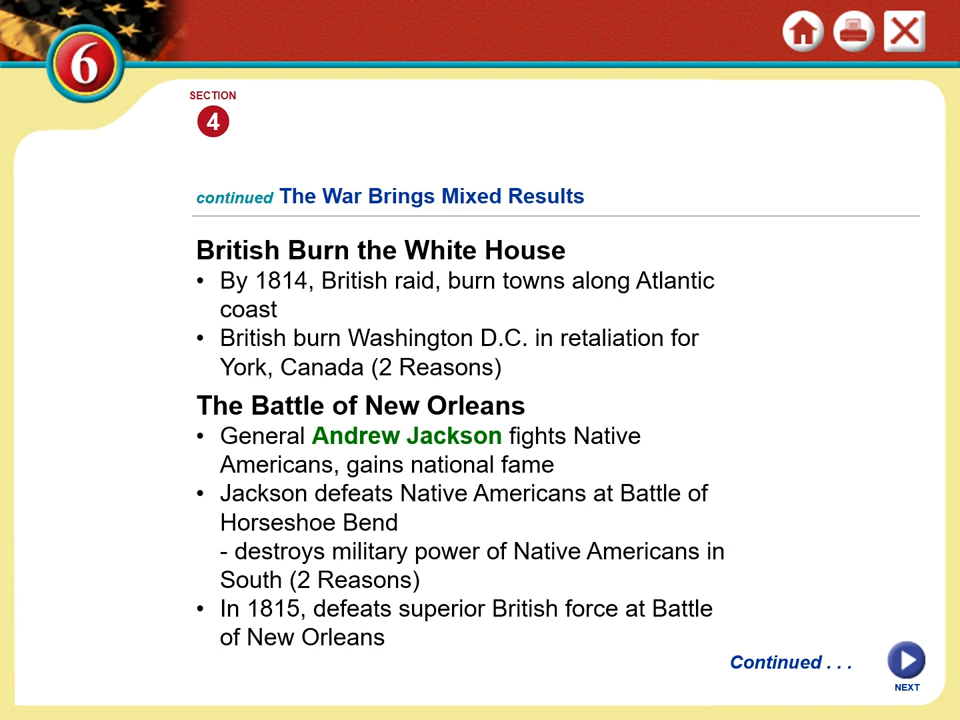 6
SECTION
4
continued The War Brings Mixed Results
British Burn the White House
• By 1814, British raid, burn towns along Atlantic
coast
• British burn Washington D.C. in retaliation for
York, Canada (2 Reasons)
The Battle of New Orleans
• General Andrew Jackson fights Native
Americans, gains national fame
• Jackson defeats Native Americans at Battle of
Horseshoe Bend
- destroys military power of Native Americans in
South (2 Reasons)
• In 1815, defeats superior British force at Battle
of New Orleans
Continued . . .
NEXT